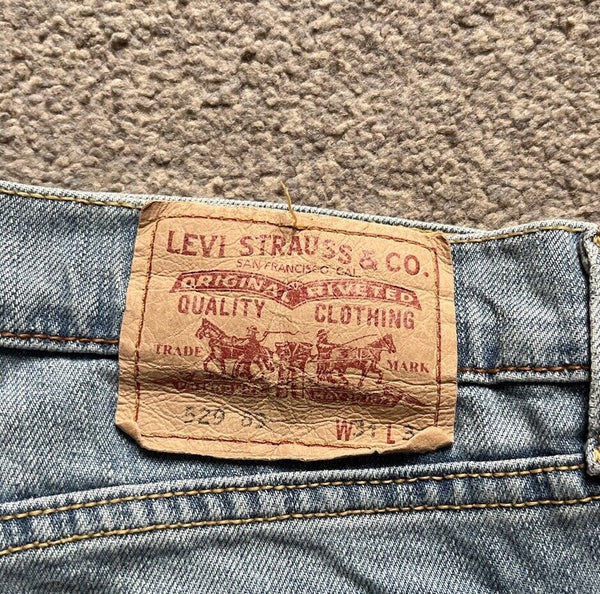 LEVI STRAUSS & CO.
SAN FRANCISCO CAL.
ORIGINAL RIVETED
QUALITY CLOTHING
TRADE MARK
W L